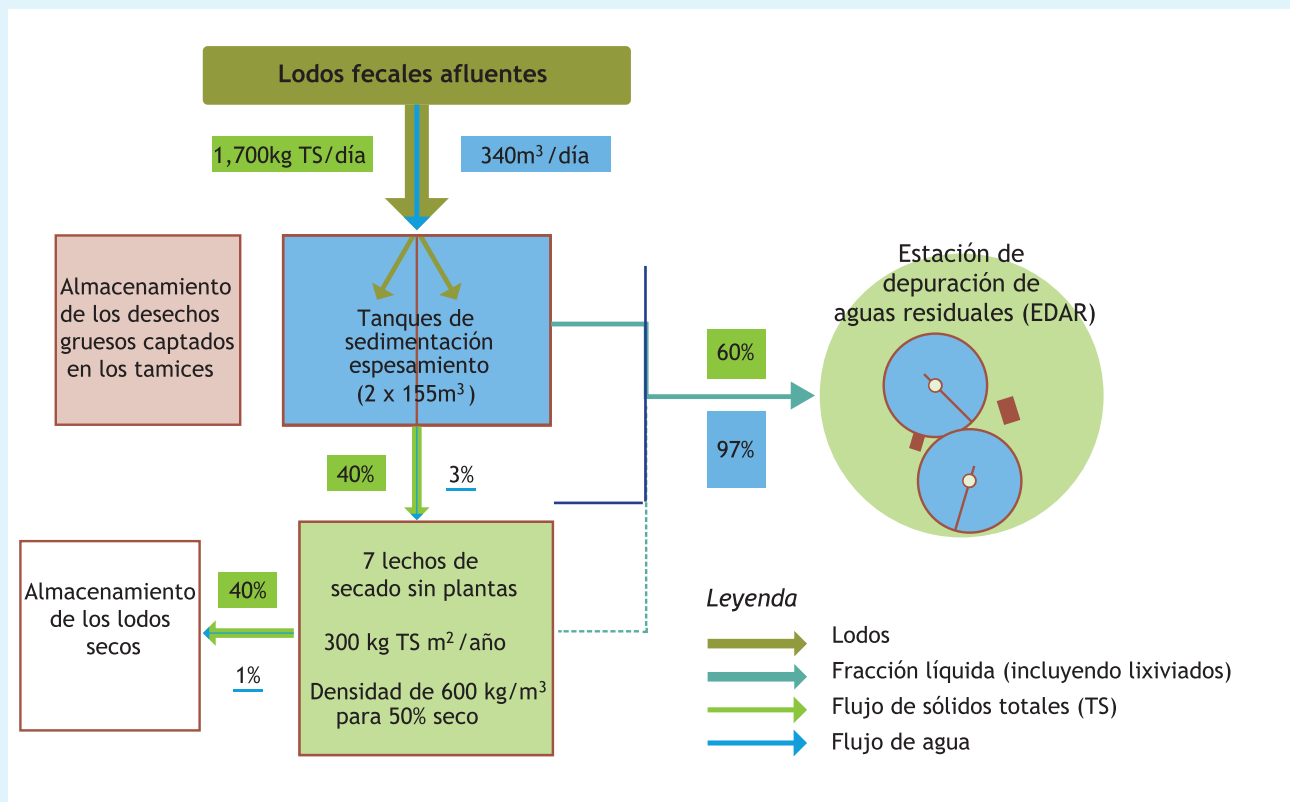 Lodos fecales afluentes
1,700kg TS/día
340m³/día
Almacenamiento
de los desechos
gruesos captados
en los tamices
Tanques de
sedimentación
espesamiento
(2 x 155m³)
Estación de
depuración de
aguas residuales (EDAR)
60%
97%
40%
3%
7 lechos de
secado sin plantas
300 kg TS m²/año
Densidad de 600 kg/m³
para 50% seco
Almacenamiento
de los lodos
secos
40%
1%
Leyenda
Lodos
Fracción líquida (incluyendo lixiviados)
Flujo de sólidos totales (TS)
Flujo de agua